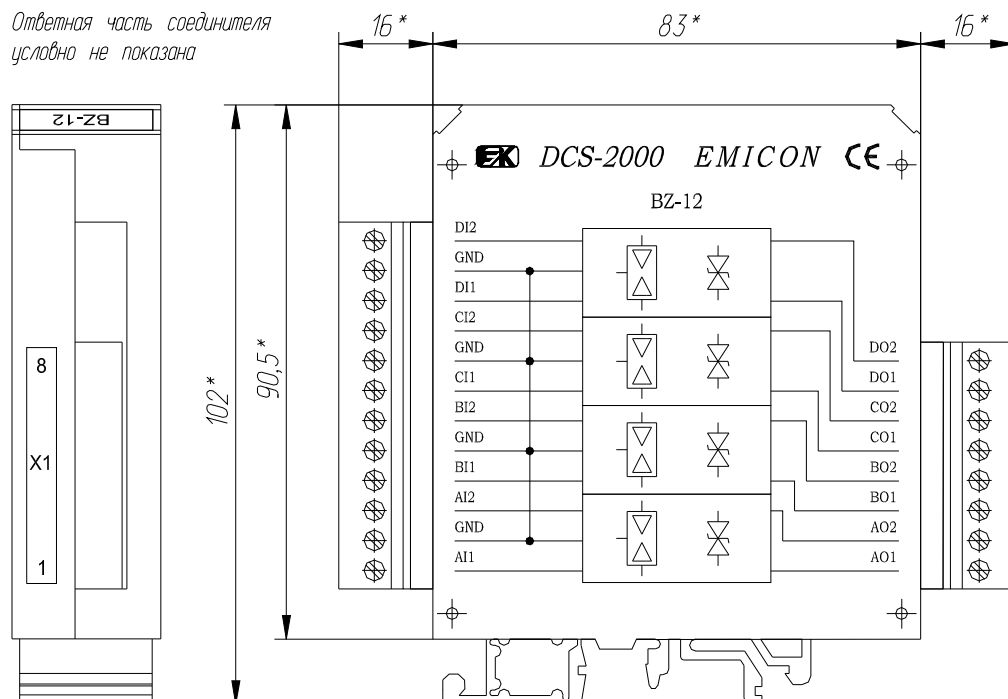 Ответная часть соединителя
условно не показана
16*
83*
16*
BZ-12
102*
90,5*
EK DCS-2000 EMICON CE
BZ-12
DI2
GND
DI1
CI2
GND
CI1
BI2
GND
BI1
AI2
GND
AI1
DO2
DO1
CO2
CO1
BO2
BO1
AO2
AO1
8
X1
1